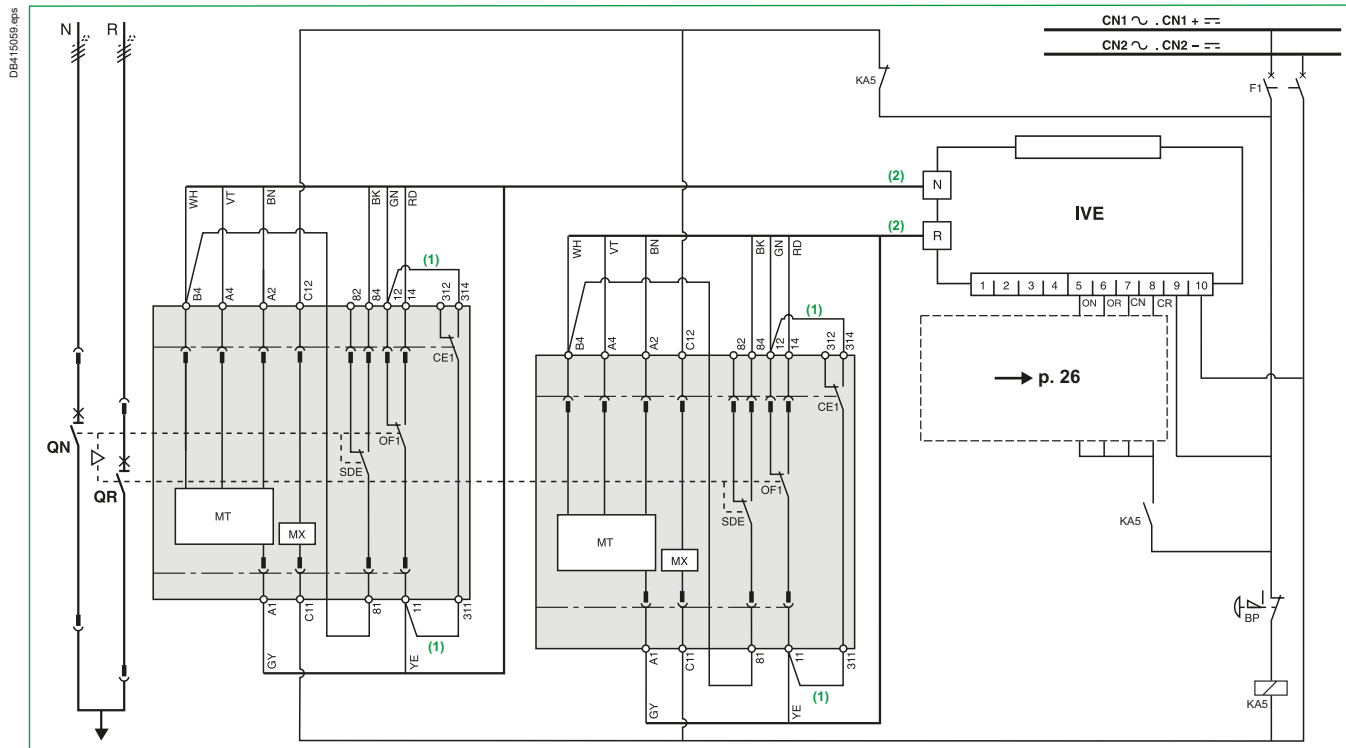 DB415059.eps
N R
CN1 ∼ . CN1 + ⎓
CN2 ∼ . CN2 − ⎓
KA5
F1
(2) N
IVE
(2) R
1 2 3 4 5 6 7 8 9 10
ON OR CN CR
→ p. 26
WH VT BN BK GN RD
(1)
B4 A4 A2 C12 82 84 12 14 312 314
CE1
OF1
SDE
MT
MX
A1 C11 81 11 311
(1)
GY YE
WH VT BN BK GN RD
(1)
B4 A4 A2 C12 82 84 12 14 312 314
CE1
OF1
SDE
MT
MX
A1 C11 81 11 311
(1)
GY YE
QN
QR
KA5
BP
KA5